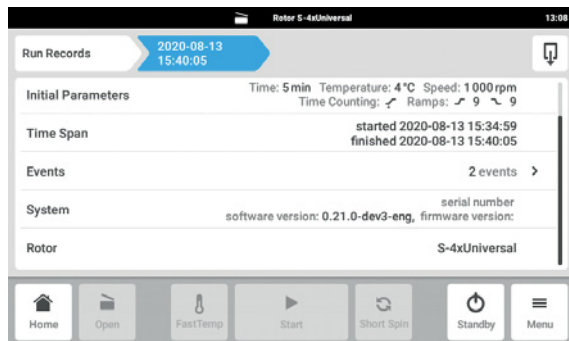 Rotor S-4xUniversal
13:08
Run Records
2020-08-13
15:40:05
Initial Parameters
Time: 5 min Temperature: 4°C Speed: 1000 rpm
Time Counting: Ramps: 9 9
Time Span
started 2020-08-13 15:34:59
finished 2020-08-13 15:40:05
Events
2 events
System
serial number
software version: 0.21.0-dev3-eng, firmware version:
Rotor
S-4xUniversal
Home
Open
FastTemp
Start
Short Spin
Standby
Menu